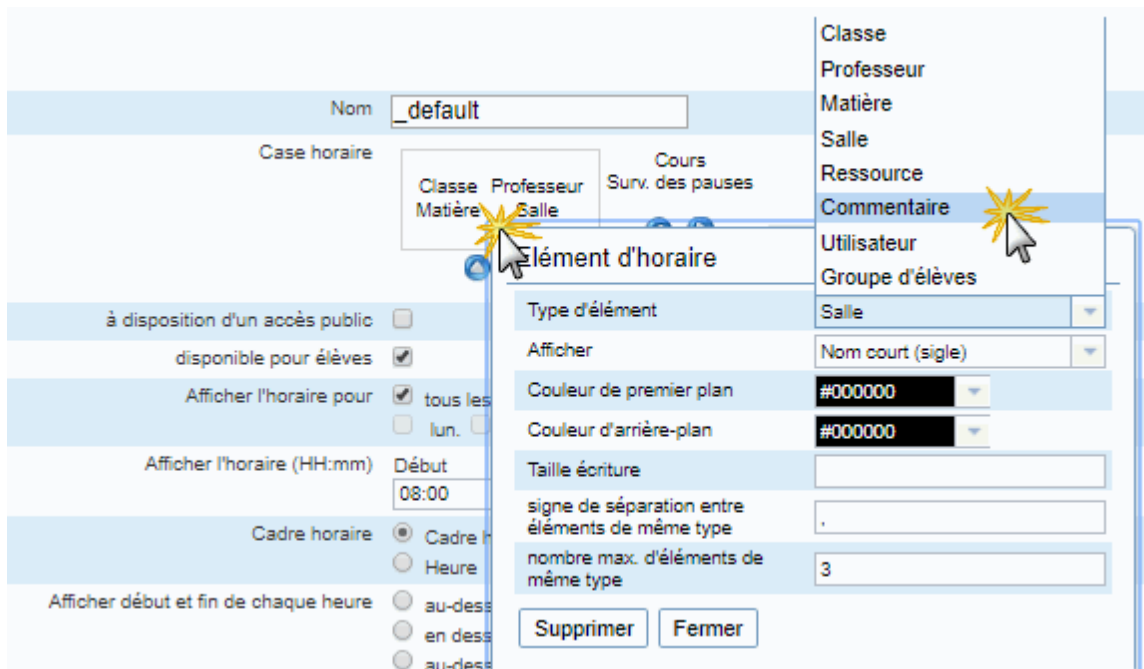 Classe
Professeur
Matière
Salle
Ressource
Commentaire
Utilisateur
Groupe d'élèves
Nom _default
Case horaire
Classe Professeur
Matière Salle
Cours
Surv. des pauses
Elément d'horaire
Type d'élément Salle
Afficher Nom court (sigle)
Couleur de premier plan #000000
Couleur d'arrière-plan #000000
Taille écriture
signe de séparation entre
éléments de même type ,
nombre max. d'éléments de
même type 3
Supprimer Fermer
à disposition d'un accès public
disponible pour élèves
Afficher l'horaire pour tous les
lun.
Afficher l'horaire (HH:mm) Début
08:00
Cadre horaire Cadre
Heure
Afficher début et fin de chaque heure